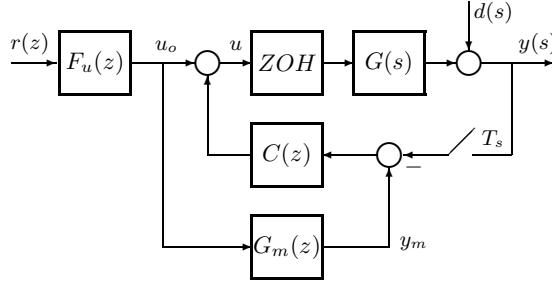 d(s)
r(z)
F_u(z)
u_o
u
ZOH
G(s)
y(s)
C(z)
T_s
−
G_m(z)
y_m